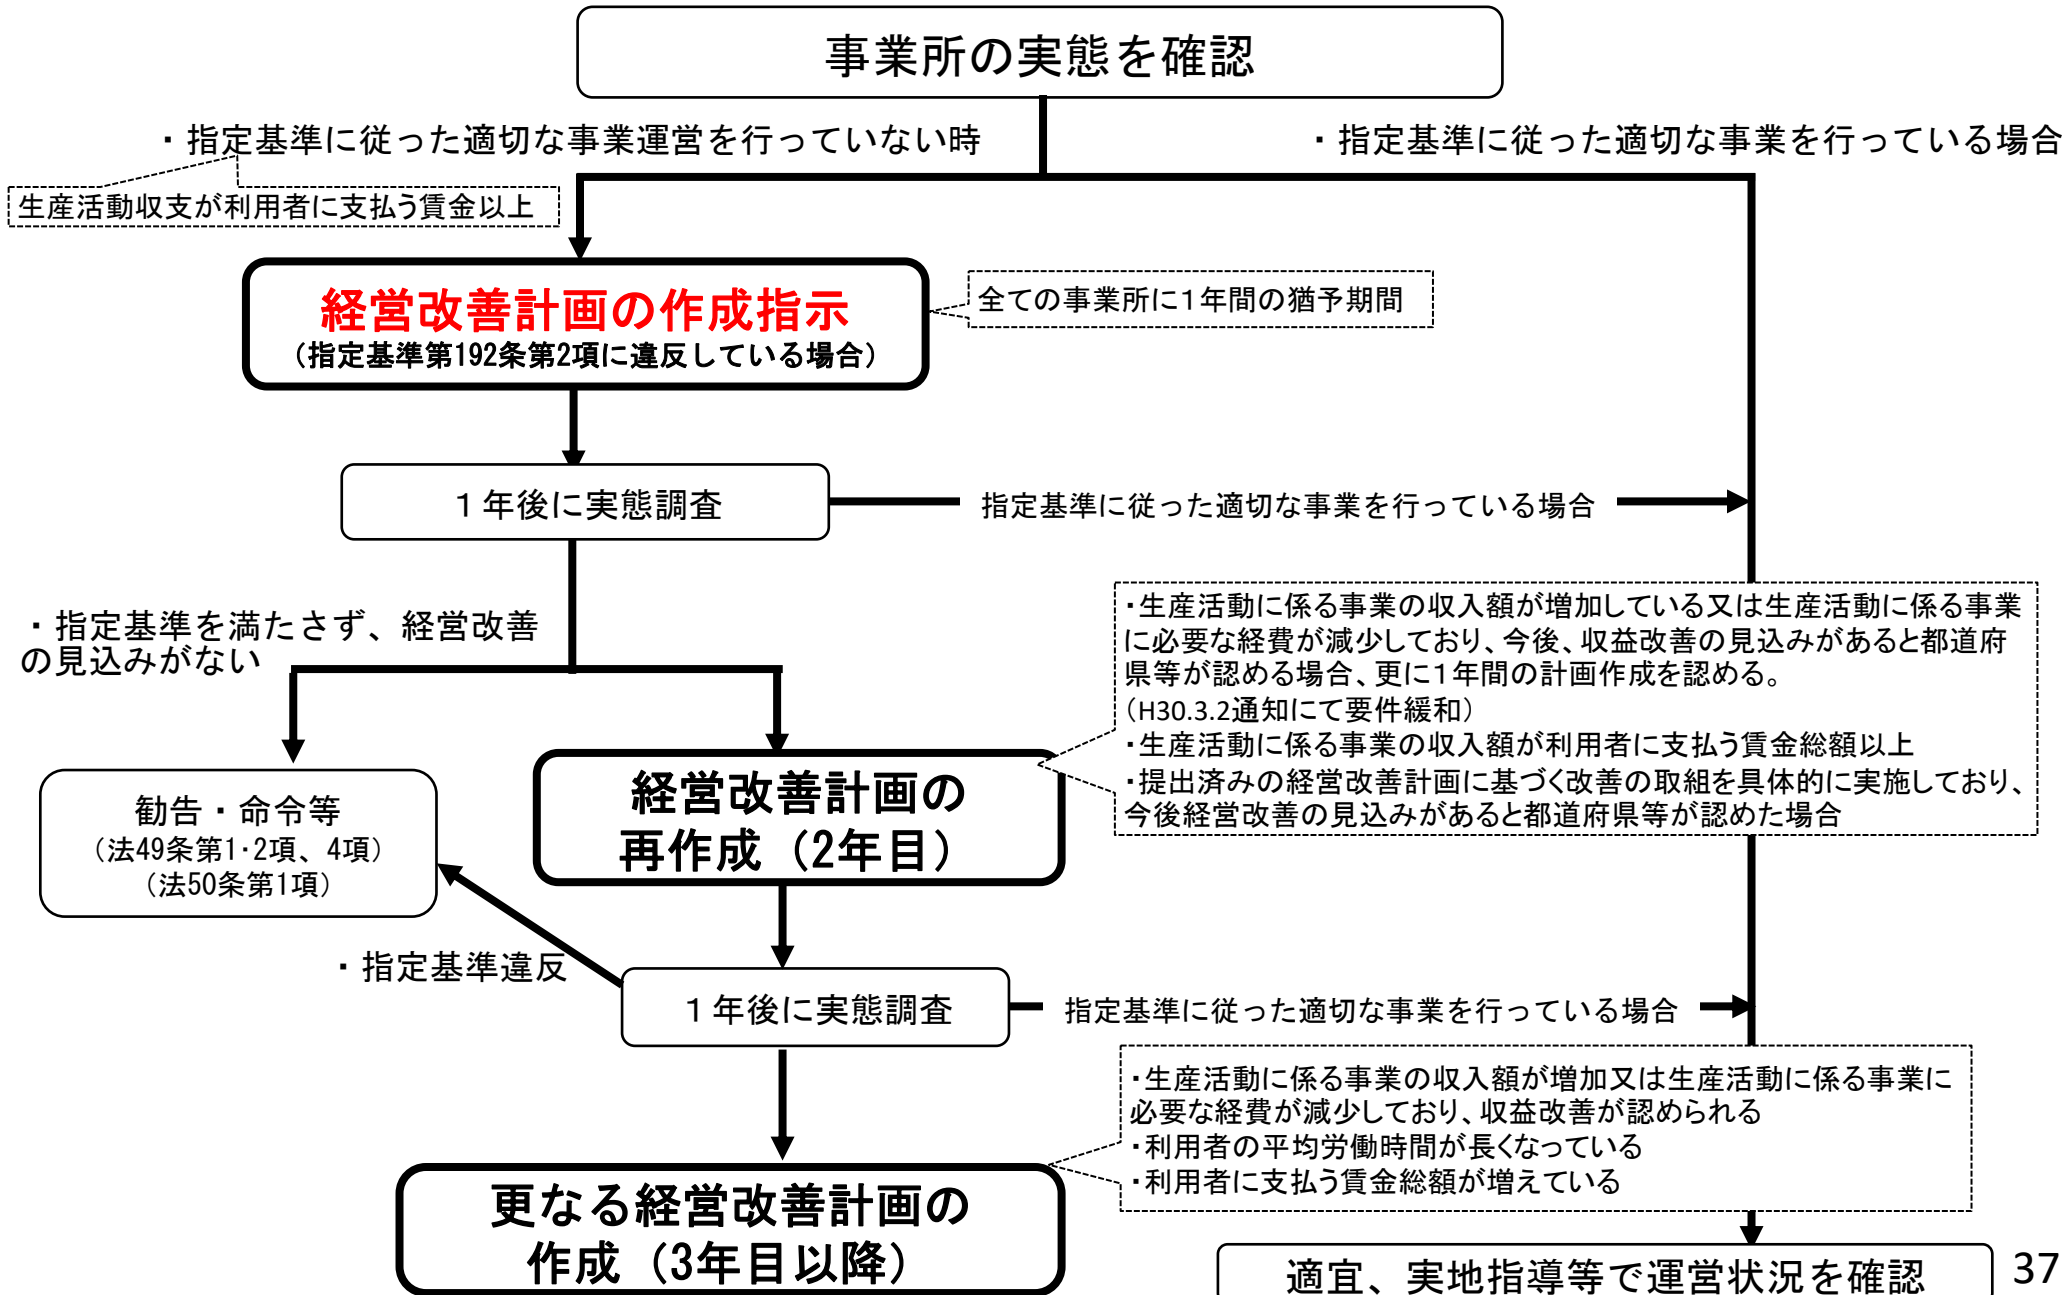 事業所の実態を確認
・指定基準に従った適切な事業運営を行っていない時
・指定基準に従った適切な事業を行っている場合
生産活動収支が利用者に支払う賃金以上
経営改善計画の作成指示
（指定基準第192条第2項に違反している場合）
全ての事業所に１年間の猶予期間
１年後に実態調査
指定基準に従った適切な事業を行っている場合
・指定基準を満たさず、経営改善
の見込みがない
・生産活動に係る事業の収入額が増加している又は生産活動に係る事業
に必要な経費が減少しており、今後、収益改善の見込みがあると都道府
県等が認める場合、更に１年間の計画作成を認める。
（H30.3.2通知にて要件緩和）
・生産活動に係る事業の収入額が利用者に支払う賃金総額以上
・提出済みの経営改善計画に基づく改善の取組を具体的に実施しており、
今後経営改善の見込みがあると都道府県等が認めた場合
勧告・命令等
（法49条第1・2項、4項）
（法50条第1項）
経営改善計画の
再作成（2年目）
・指定基準違反
１年後に実態調査
指定基準に従った適切な事業を行っている場合
・生産活動に係る事業の収入額が増加又は生産活動に係る事業に
必要な経費が減少しており、収益改善が認められる
・利用者の平均労働時間が長くなっている
・利用者に支払う賃金総額が増えている
更なる経営改善計画の
作成（3年目以降）
適宜、実地指導等で運営状況を確認
37